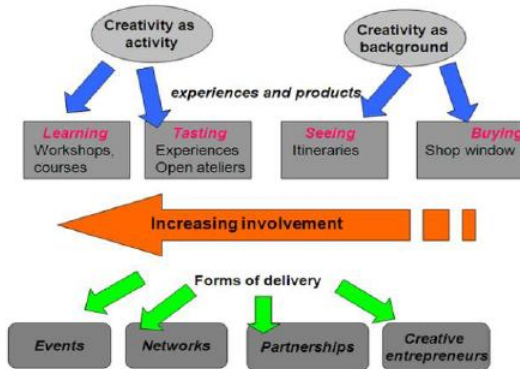 Creativity as
activity
Creativity as
background
experiences and products
Learning
Workshops,
courses
Tasting
Experiences
Open ateliers
Seeing
Itineraries
Buying
Shop window
Increasing involvement
Forms of delivery
Events
Networks
Partnerships
Creative
entrepreneurs